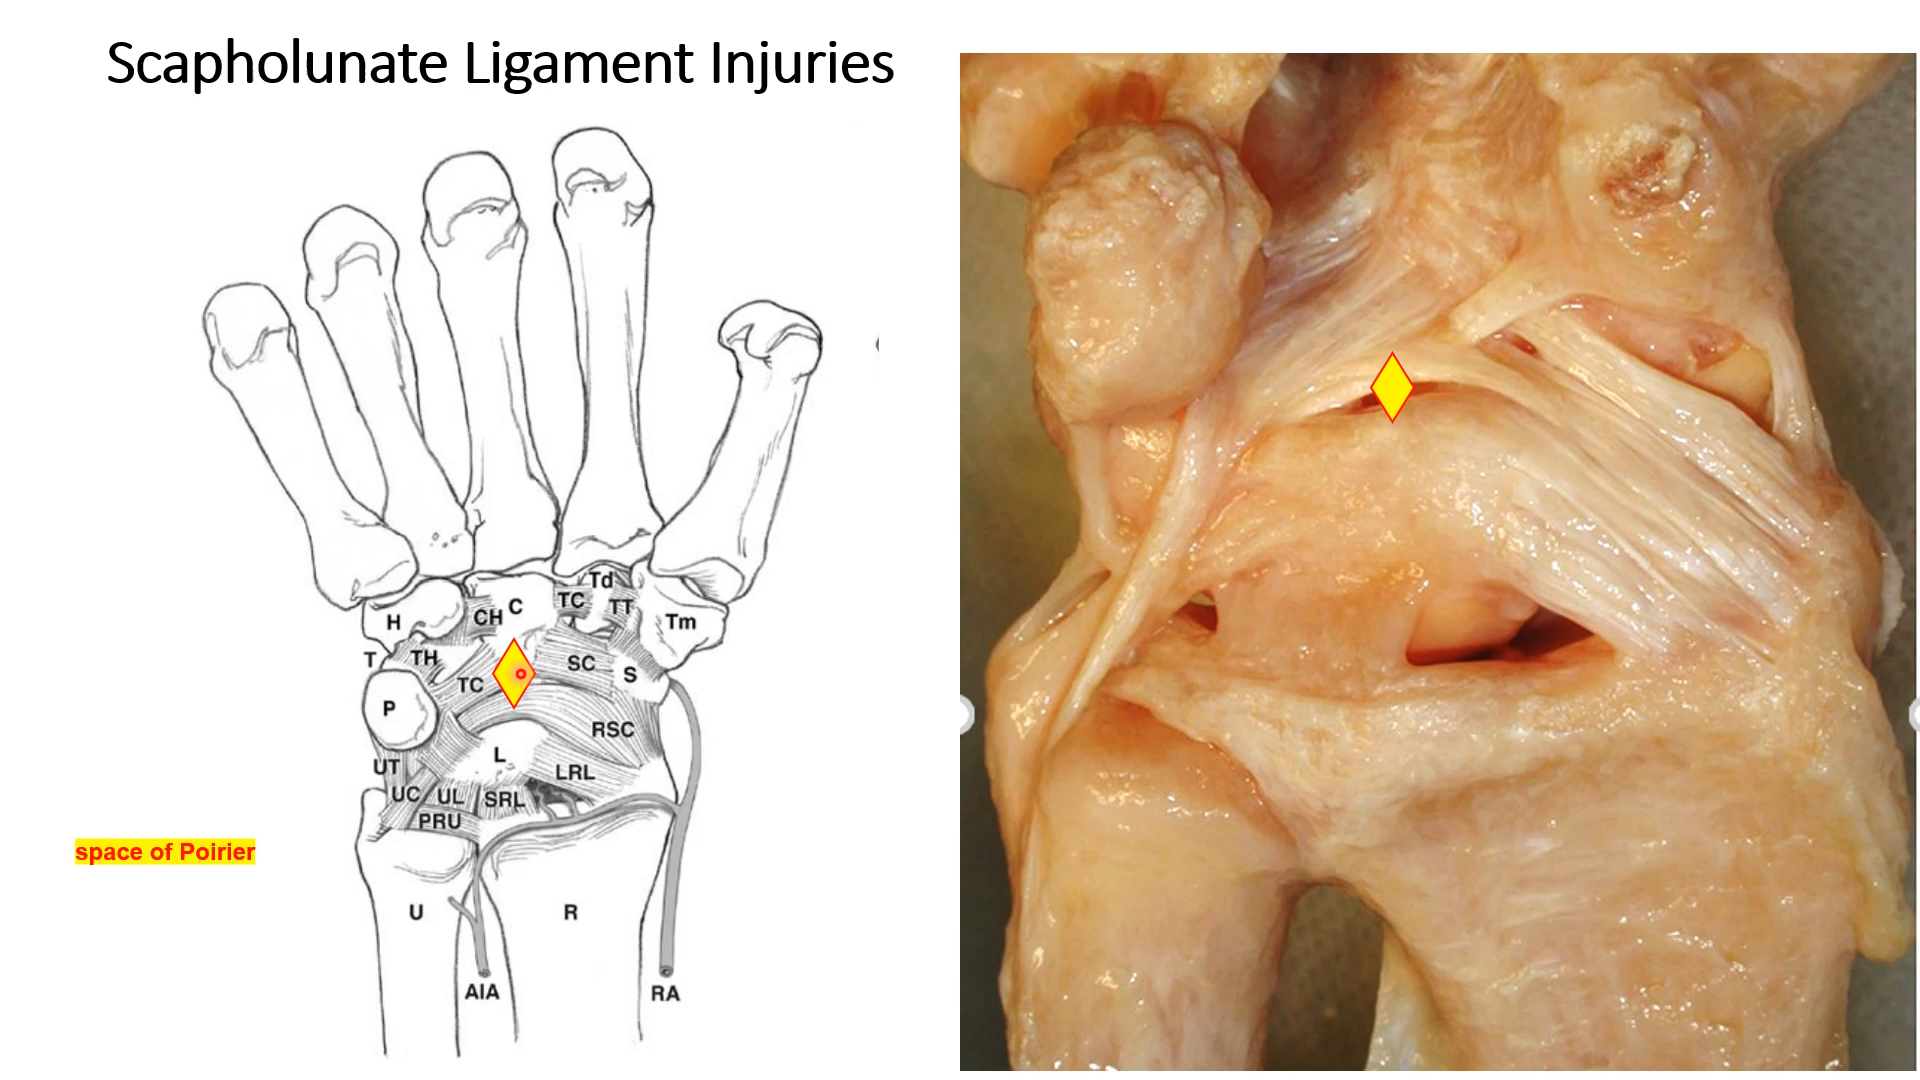 Scapholunate Ligament Injuries
Td
TC
TT
C
CH
H
Tm
T
TH
SC
S
TC
P
RSC
L
UT
LRL
UC
UL
SRL
PRU
space of Poirier
U
R
AIA
RA